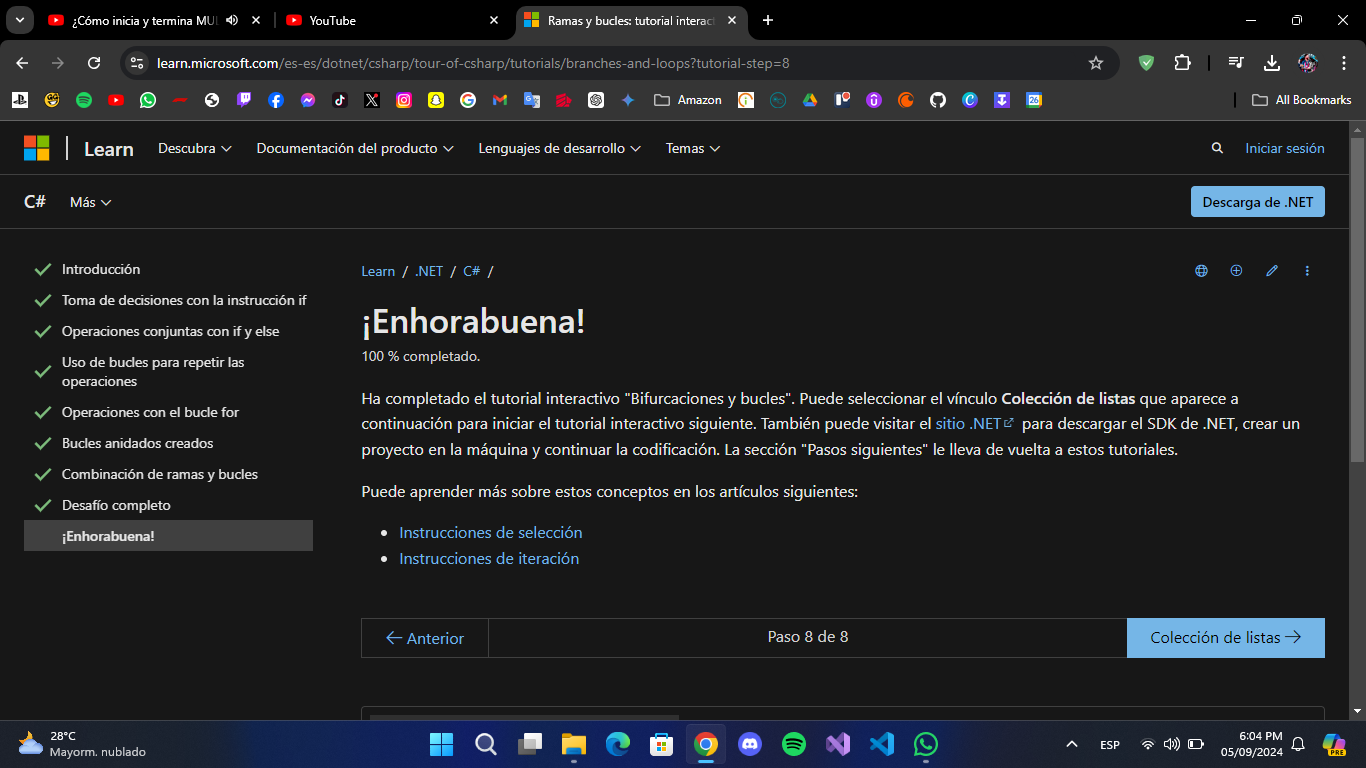 ¿Cómo inicia y termina MUL
YouTube
Ramas y bucles: tutorial interact
learn.microsoft.com/es-es/dotnet/csharp/tour-of-csharp/tutorials/branches-and-loops?tutorial-step=8
Amazon
26
All Bookmarks
Learn
Descubra
Documentación del producto
Lenguajes de desarrollo
Temas
Iniciar sesión
C#
Más
Descarga de .NET
Introducción
Toma de decisiones con la instrucción if
Operaciones conjuntas con if y else
Uso de bucles para repetir las
operaciones
Operaciones con el bucle for
Bucles anidados creados
Combinación de ramas y bucles
Desafío completo
¡Enhorabuena!
Learn / .NET / C# /
¡Enhorabuena!
100 % completado.
Ha completado el tutorial interactivo "Bifurcaciones y bucles". Puede seleccionar el vínculo Colección de listas que aparece a
continuación para iniciar el tutorial interactivo siguiente. También puede visitar el sitio .NET para descargar el SDK de .NET, crear un
proyecto en la máquina y continuar la codificación. La sección "Pasos siguientes" le lleva de vuelta a estos tutoriales.
Puede aprender más sobre estos conceptos en los artículos siguientes:
• Instrucciones de selección
• Instrucciones de iteración
← Anterior
Paso 8 de 8
Colección de listas →
28°C
Mayorm. nublado
ESP
6:04 PM
05/09/2024
PRE